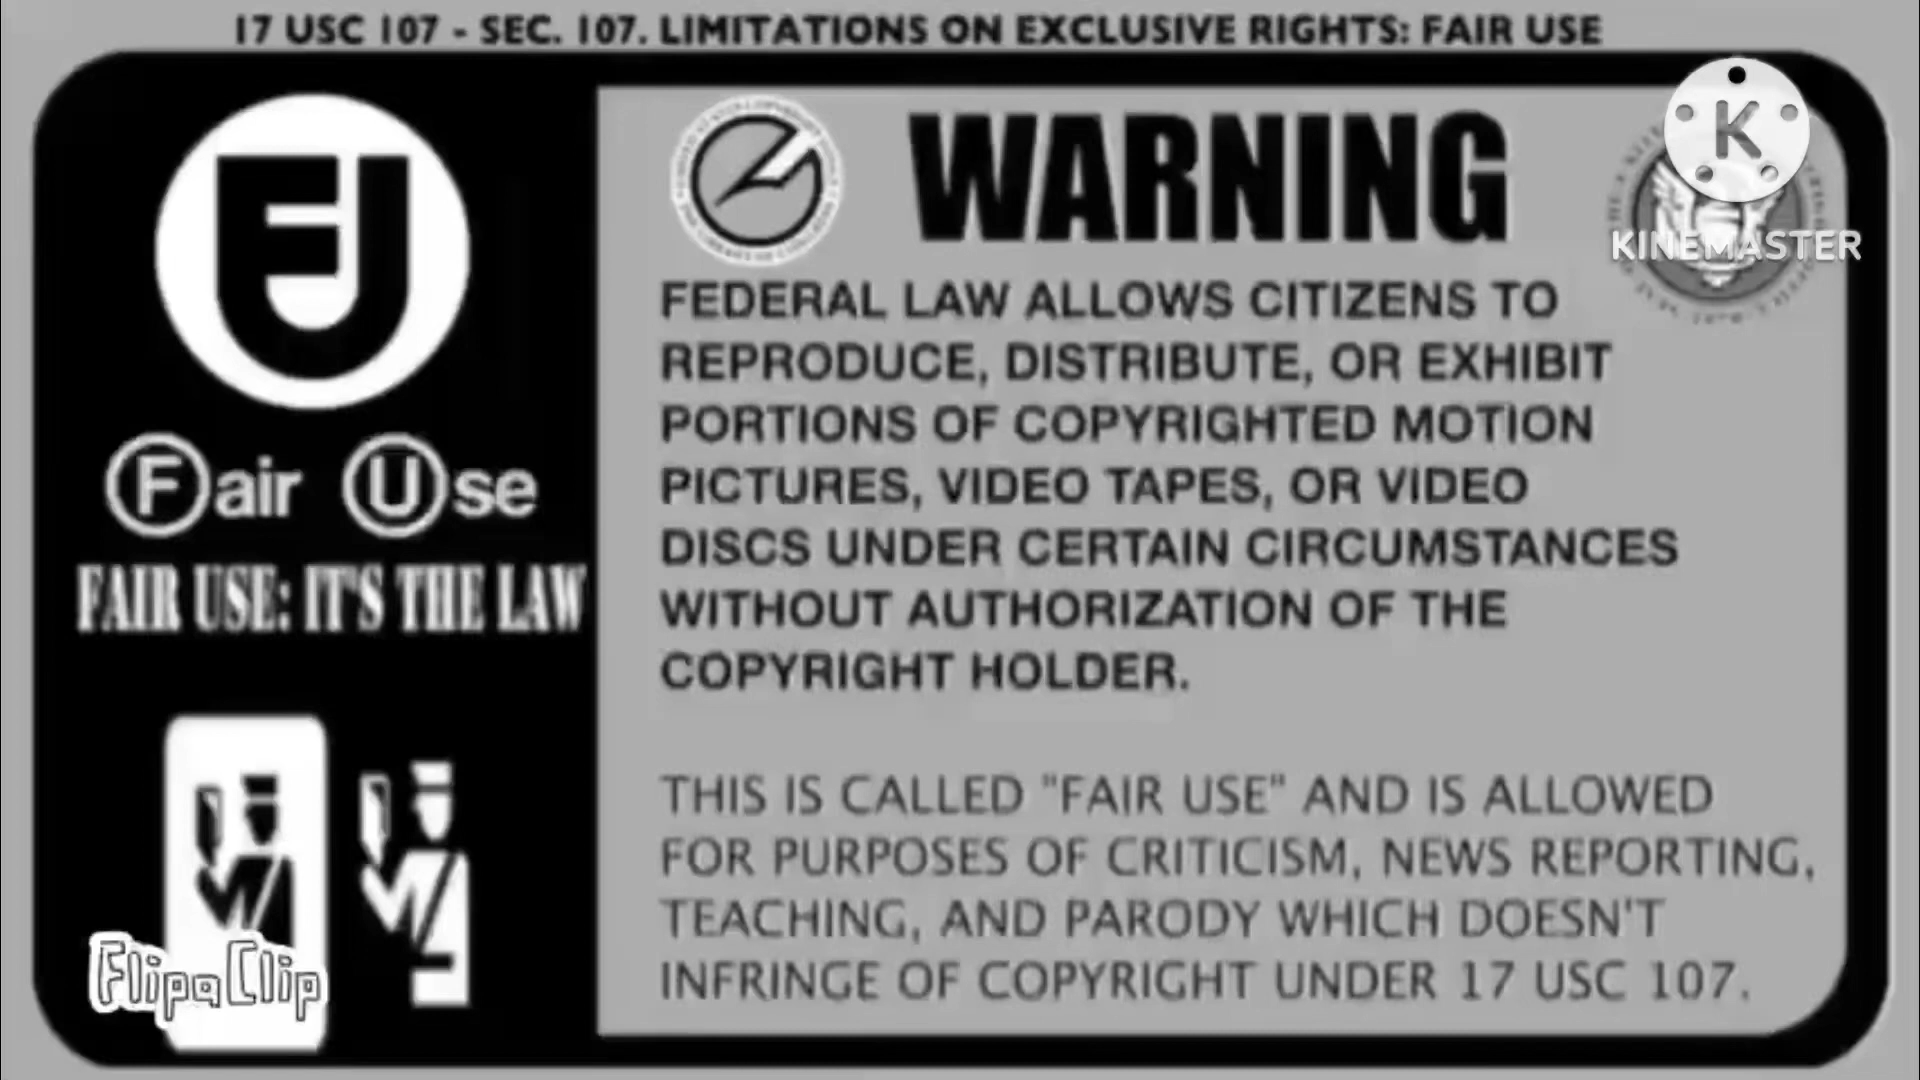 17 USC 107 - SEC. 107. LIMITATIONS ON EXCLUSIVE RIGHTS: FAIR USE
FU
Fair Use
FAIR USE: IT'S THE LAW
FlipaClip
WARNING
K
KINEMASTER
FEDERAL LAW ALLOWS CITIZENS TO
REPRODUCE, DISTRIBUTE, OR EXHIBIT
PORTIONS OF COPYRIGHTED MOTION
PICTURES, VIDEO TAPES, OR VIDEO
DISCS UNDER CERTAIN CIRCUMSTANCES
WITHOUT AUTHORIZATION OF THE
COPYRIGHT HOLDER.
THIS IS CALLED "FAIR USE" AND IS ALLOWED
FOR PURPOSES OF CRITICISM, NEWS REPORTING,
TEACHING, AND PARODY WHICH DOESN'T
INFRINGE OF COPYRIGHT UNDER 17 USC 107.